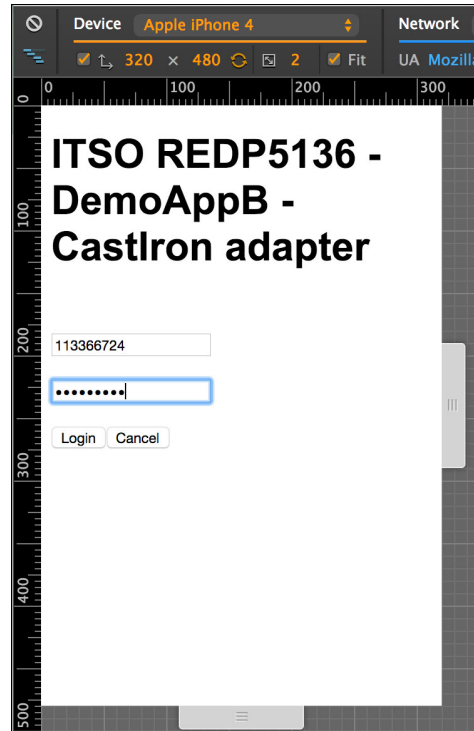 Device Apple iPhone 4 Network
320 × 480 2 Fit UA Mozill
0 100 200 300
0
ITSO REDP5136 -
DemoAppB -
CastIron adapter
100
200
113366724
•••••••••
Login Cancel
300
400
500